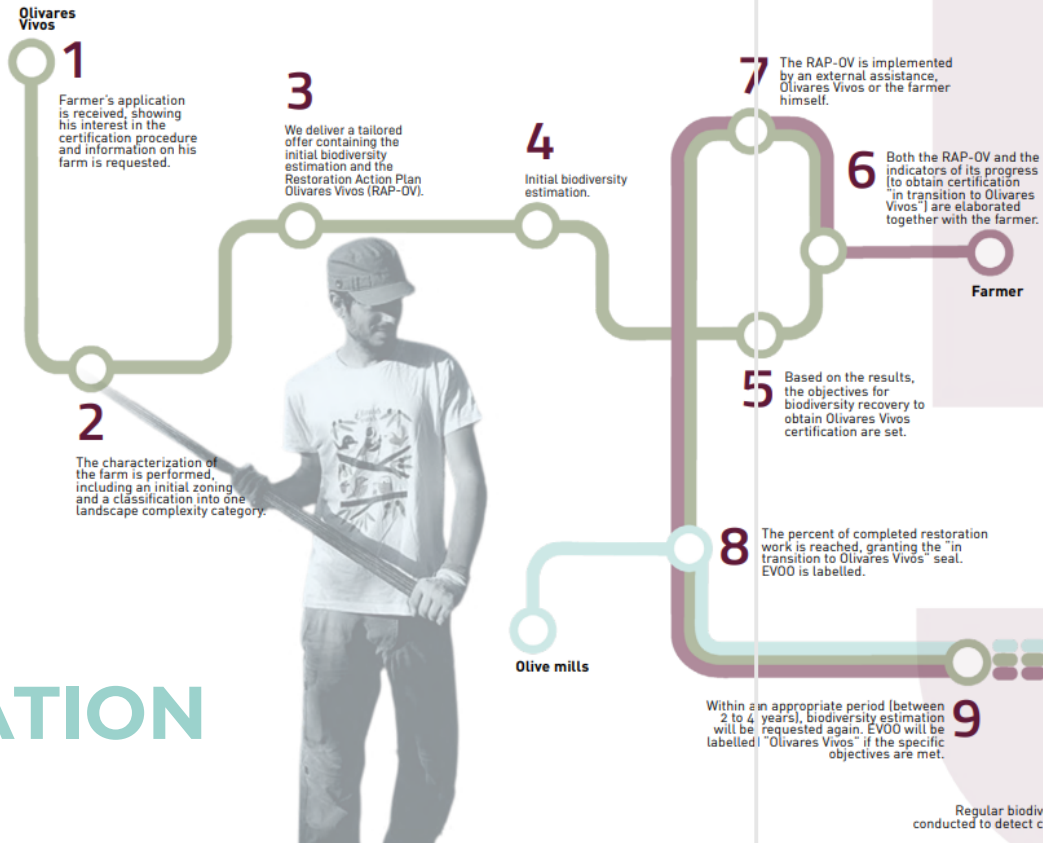 Olivares
Vivos
1
Farmer's application
is received, showing
his interest in the
certification procedure
and information on his
farm is requested.
2
The characterization of
the farm is performed,
including an initial zoning
and a classification into one
landscape complexity category.
3
We deliver a tailored
offer containing the
initial biodiversity
estimation and the
Restoration Action Plan
Olivares Vivos (RAP-OV).
4
Initial biodiversity
estimation.
5
Based on the results,
the objectives for
biodiversity recovery to
obtain Olivares Vivos
certification are set.
6
Both the RAP-OV and the
indicators of its progress
(to obtain certification
"in transition to Olivares
Vivos") are elaborated
together with the farmer.
Farmer
7
The RAP-OV is implemented
by an external assistance,
Olivares Vivos or the farmer
himself.
8
The percent of completed restoration
work is reached, granting the "in
transition to Olivares Vivos" seal.
EVOO is labelled.
Olive mills
9
Within an appropriate period (between
2 to 4 years), biodiversity estimation
will be requested again. EVOO will be
labelled "Olivares Vivos" if the specific
objectives are met.
ATION
Regular biodiv
conducted to detect c